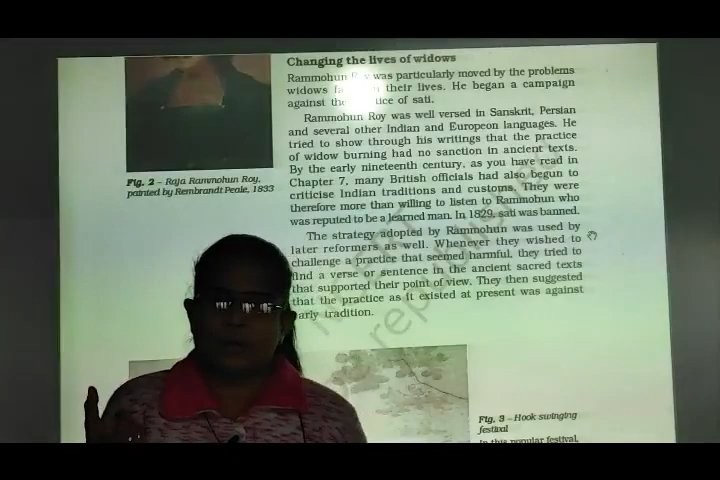 Changing the lives of widows
Rammohun was particularly moved by the problems
widows their lives. He began a campaign
against the of sati.
Rammohun Roy was well versed in Sanskrit, Persian
and several other Indian and Europeon languages. He
tried to show through his writings that the practice
of widow burning had no sanction in ancient texts.
By the early nineteenth century, as you have read in
Chapter 7, many British officials had also begun to
criticise Indian traditions and customs. They were
therefore more than willing to listen to Rammohun who
was reputed to be a learned man. In 1829, sati was banned.
The strategy adopted by Rammohun was used by
later reformers as well. Whenever they wished to
challenge a practice that seemed harmful, they tried to
find a verse or sentence in the ancient sacred texts
that supported their point of view. They then suggested
that the practice as it existed at present was against
early tradition.
Fig. 2 – Raja Rammohun Roy,
painted by Rembrandt Peale, 1833
Fig. 3 – Hook swinging
festival
In this popular festival,